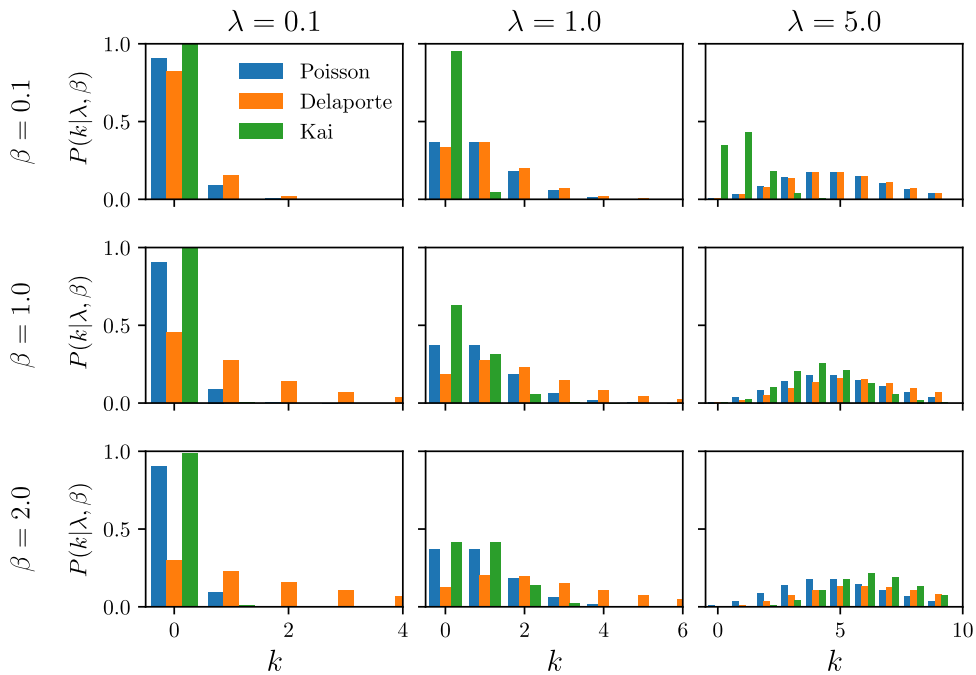 λ = 0.1
λ = 1.0
λ = 5.0
β = 0.1
P(k|λ, β)
1.0
0.5
0.0
Poisson
Delaporte
Kai
β = 1.0
P(k|λ, β)
1.0
0.5
0.0
β = 2.0
P(k|λ, β)
1.0
0.5
0.0
0 2 4
0 2 4 6
0 5 10
k
k
k